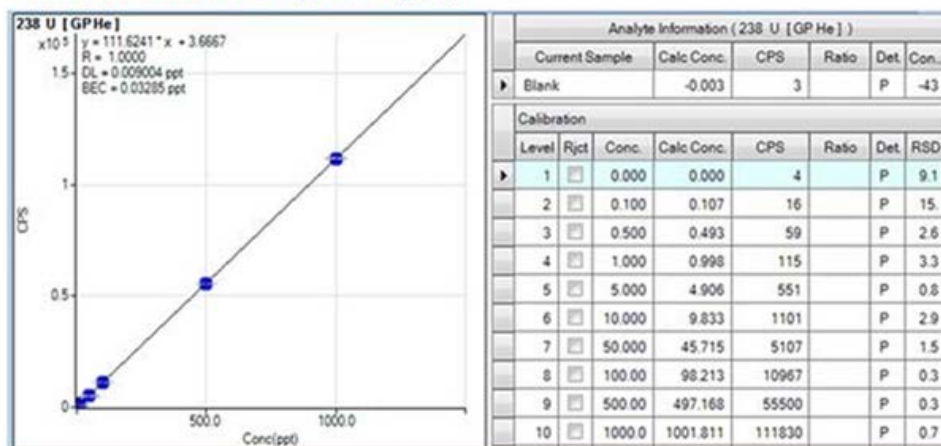 238 U [GPHe]
x10 5
y = 111.6241 * x + 3.6667
R = 1.0000
DL = 0.009004 ppt
BEC = 0.03285 ppt
1.5
1
0.5
0
CPS
500.0 1000.0
Conc(ppt)
Analyte Information ( 238 U [ GP He ] )
Current Sample Calc Conc. CPS Ratio Det. Con..
Blank -0.003 3 P -43
Calibration
Level Rjct Conc. Calc Conc. CPS Ratio Det. RSD
1 0.000 0.000 4 P 9.1
2 0.100 0.107 16 P 15.
3 0.500 0.493 59 P 2.6
4 1.000 0.998 115 P 3.3
5 5.000 4.906 551 P 0.8
6 10.000 9.833 1101 P 2.9
7 50.000 45.715 5107 P 1.5
8 100.00 98.213 10967 P 0.3
9 500.00 497.168 55500 P 0.3
10 1000.0 1001.811 111830 P 0.7